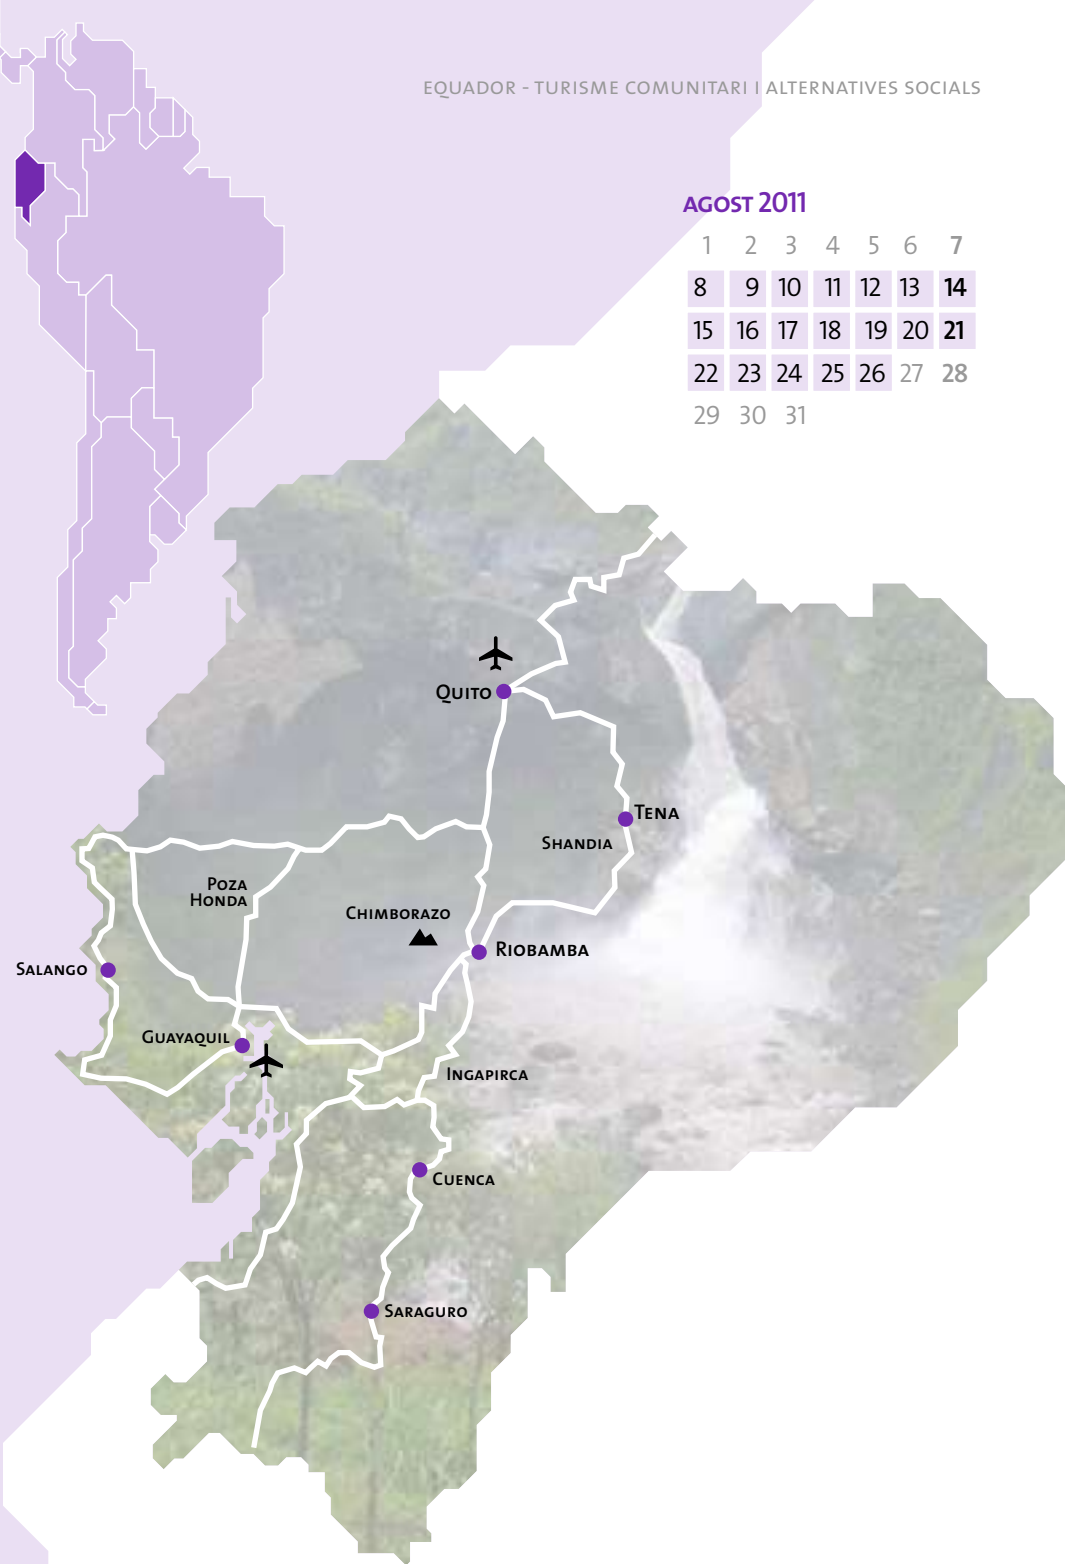 EQUADOR - TURISME COMUNITARI I ALTERNATIVES SOCIALS
AGOST 2011
1 2 3 4 5 6 7
8 9 10 11 12 13 14
15 16 17 18 19 20 21
22 23 24 25 26 27 28
29 30 31
QUITO
TENA
SHANDIA
POZA
HONDA
CHIMBORAZO
RIOBAMBA
SALANGO
GUAYAQUIL
INGAPIRCA
CUENCA
SARAGURO